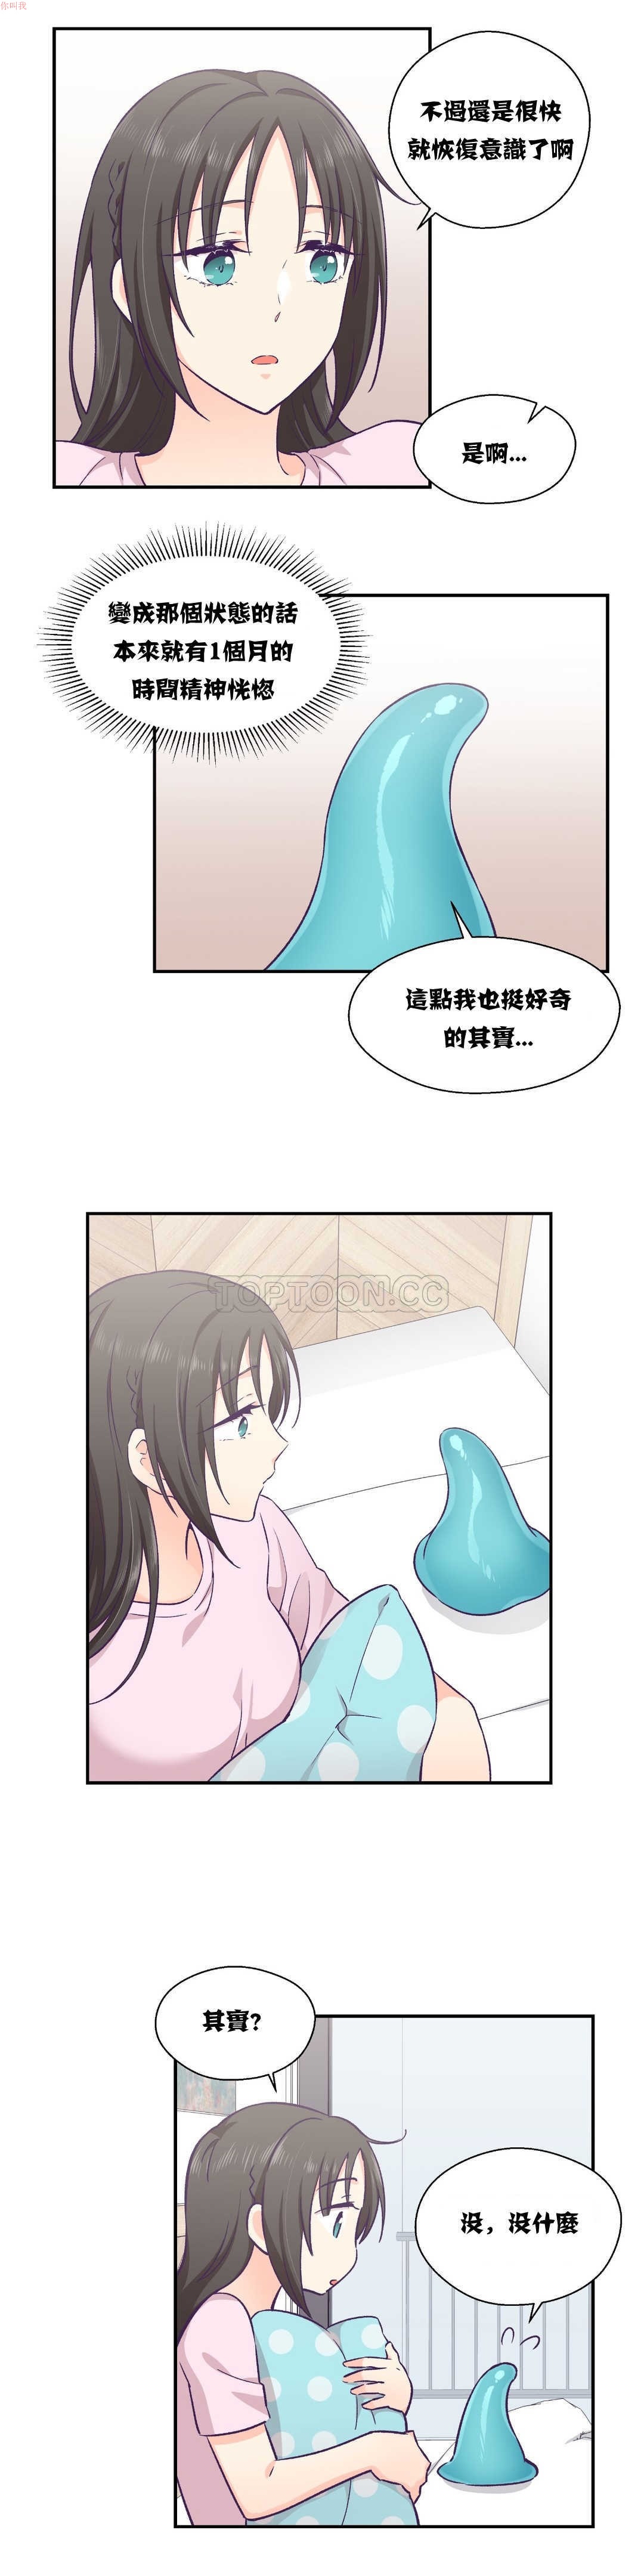 你叫我
不過還是很快
就恢復意識了啊
是啊...
變成那個狀態的話
本來就有1個月的
時間精神恍惚
這點我也挺好奇
的其實...
TOPTOON.CC
其實?
没，没什麼